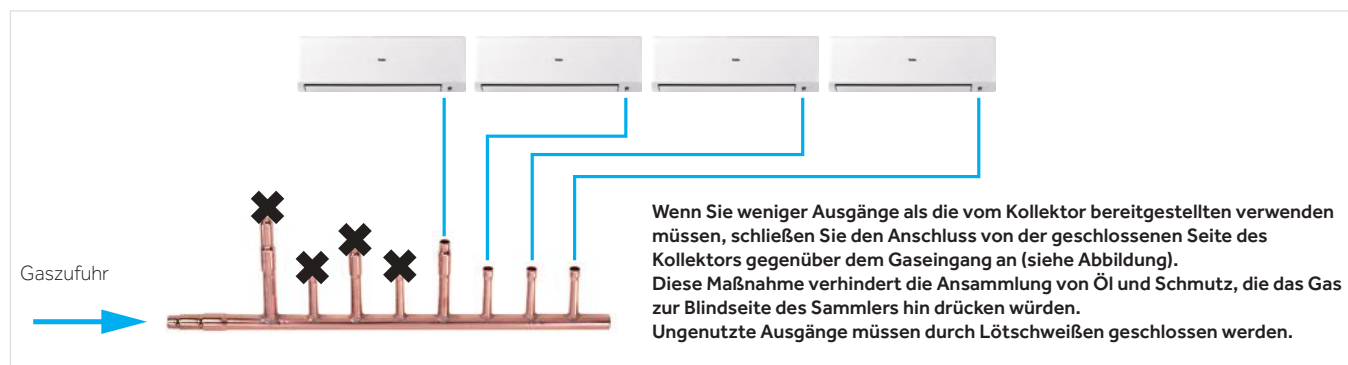 Gaszufuhr
Wenn Sie weniger Ausgänge als die vom Kollektor bereitgestellten verwenden
müssen, schließen Sie den Anschluss von der geschlossenen Seite des
Kollektors gegenüber dem Gaseingang an (siehe Abbildung).
Diese Maßnahme verhindert die Ansammlung von Öl und Schmutz, die das Gas
zur Blindseite des Sammlers hin drücken würden.
Ungenutzte Ausgänge müssen durch Lötschweißen geschlossen werden.